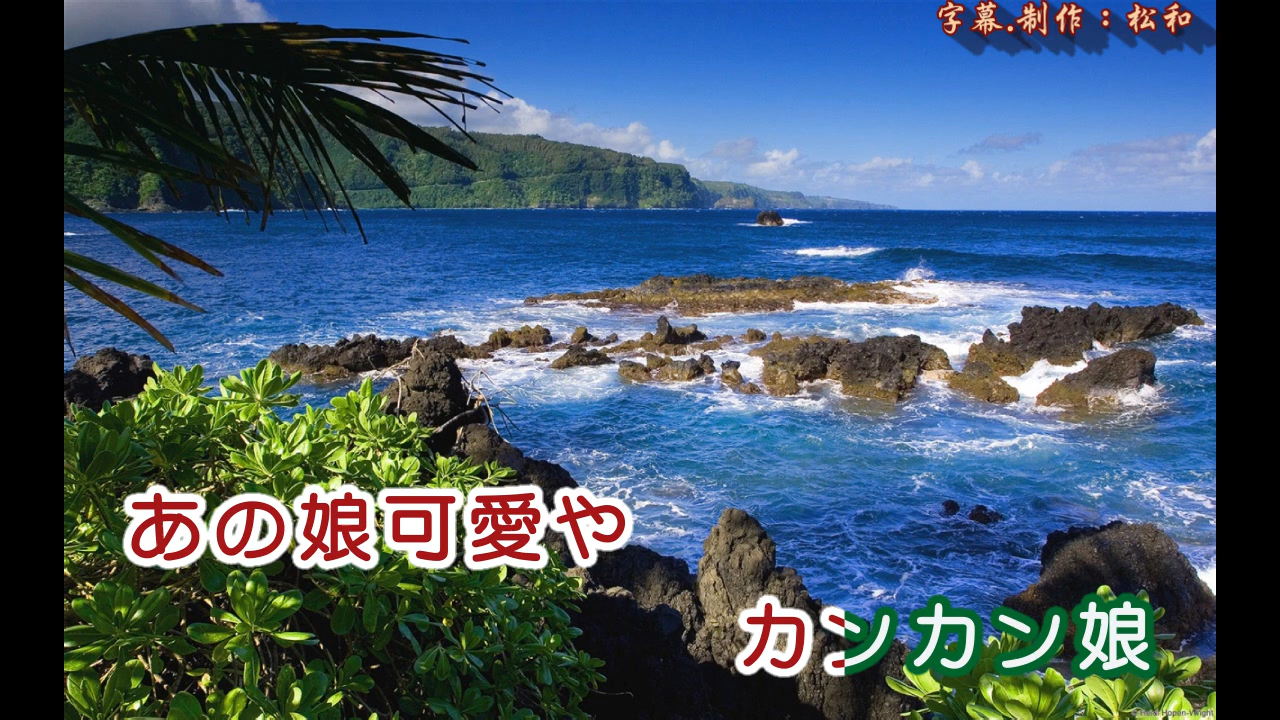 字幕.制作：松和
あの娘可愛や
カンカン娘